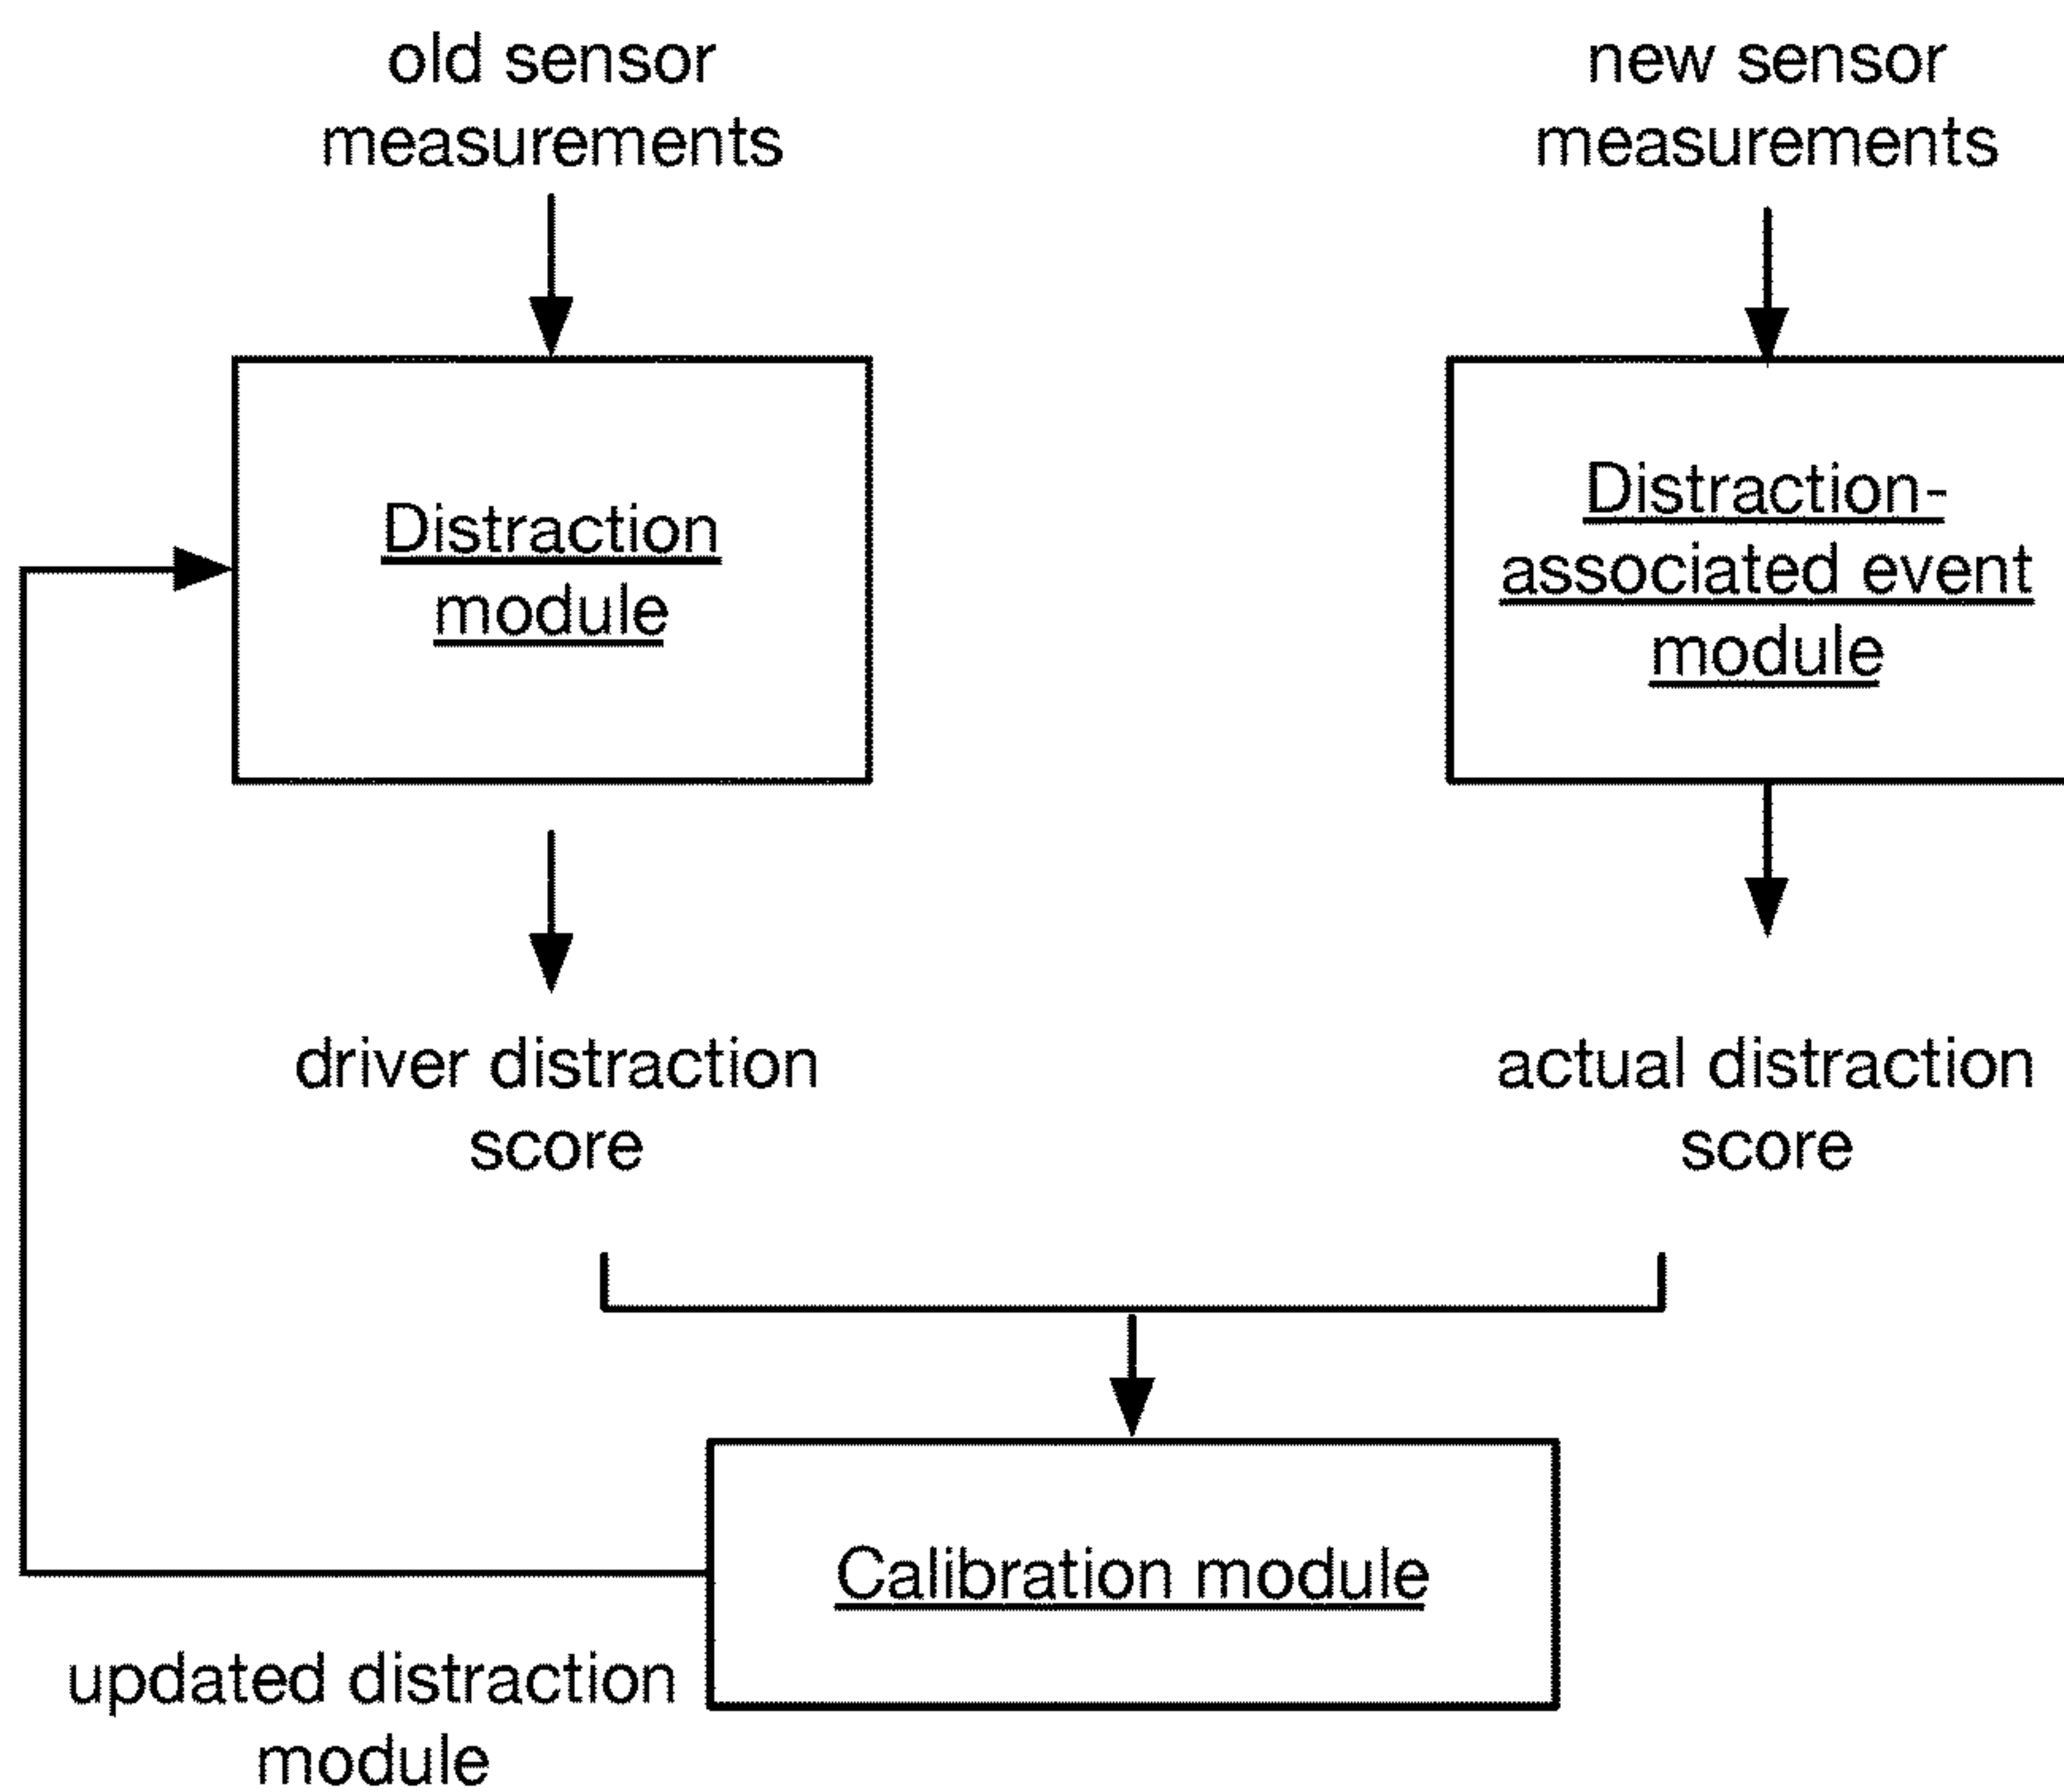 old sensor
measurements
new sensor
measurements
Distraction
module
Distraction-
associated event
module
driver distraction
score
actual distraction
score
Calibration module
updated distraction
module